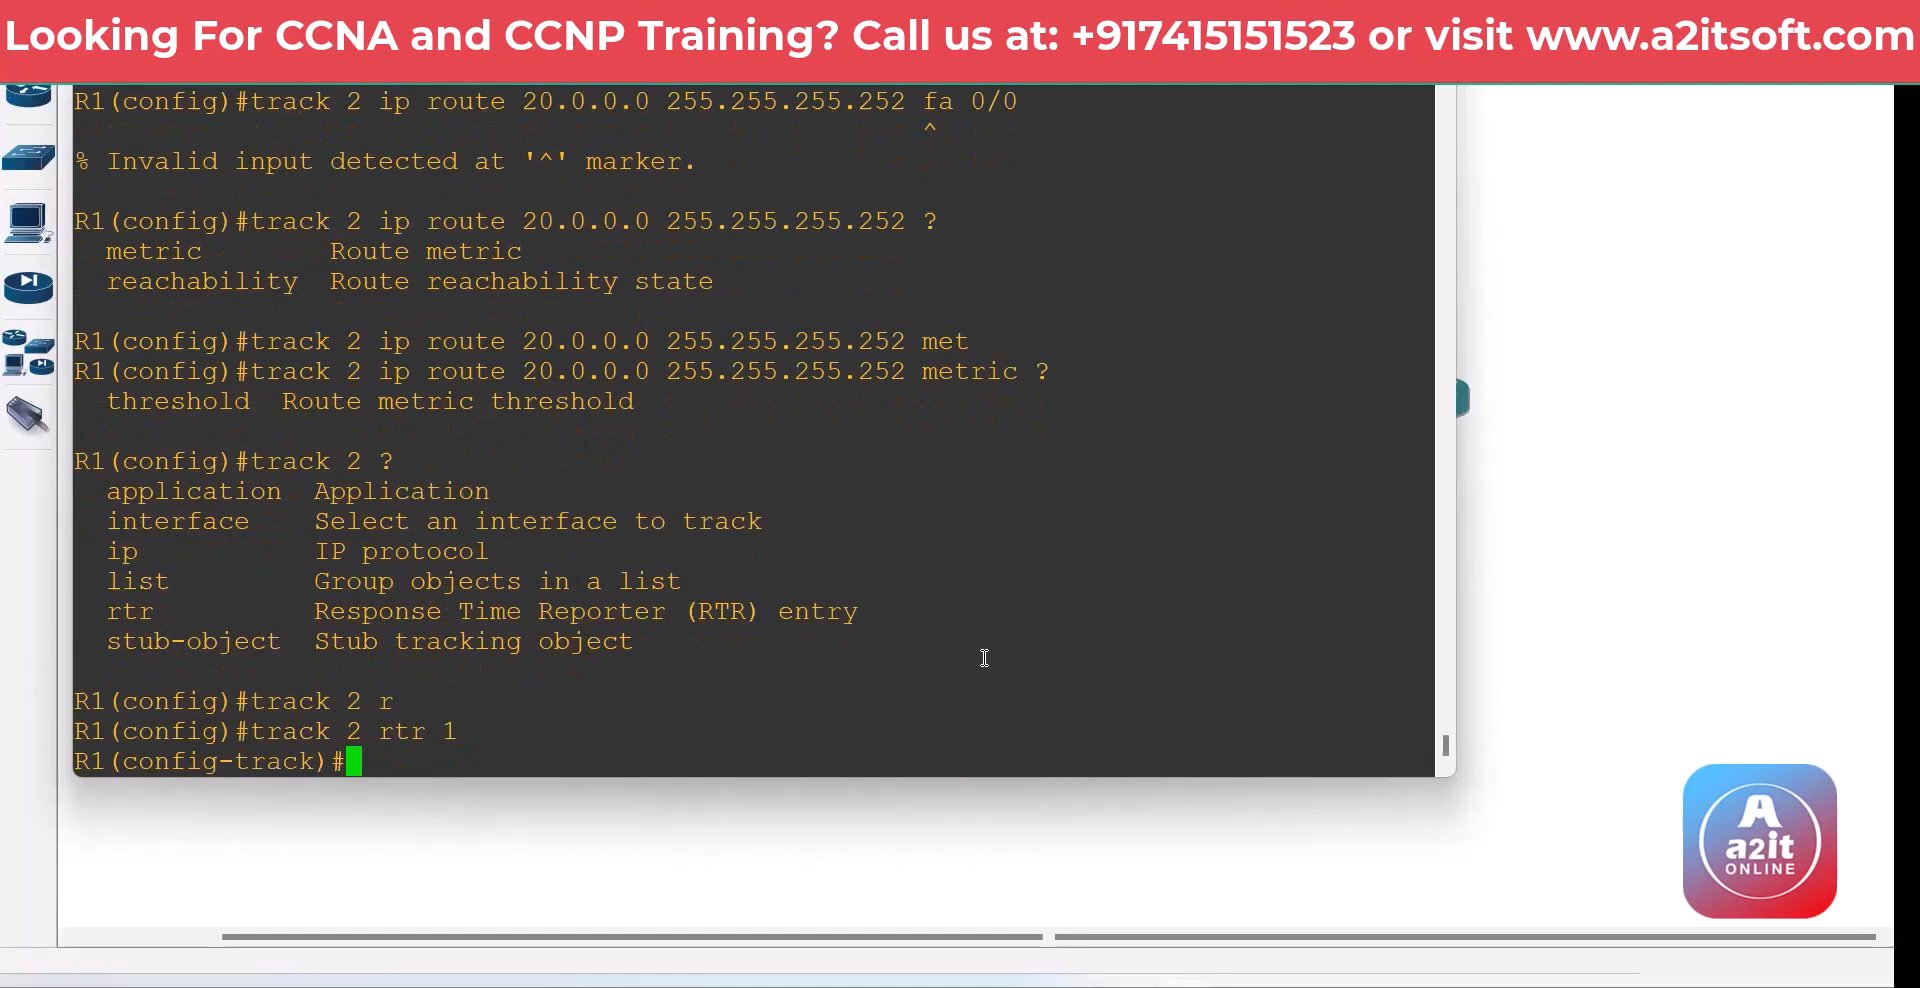 Looking For CCNA and CCNP Training? Call us at: +917415151523 or visit www.a2itsoft.com
R1(config)#track 2 ip route 20.0.0.0 255.255.255.252 fa 0/0
^
% Invalid input detected at '^' marker.
R1(config)#track 2 ip route 20.0.0.0 255.255.255.252 ?
metric Route metric
reachability Route reachability state
R1(config)#track 2 ip route 20.0.0.0 255.255.255.252 met
R1(config)#track 2 ip route 20.0.0.0 255.255.255.252 metric ?
threshold Route metric threshold
R1(config)#track 2 ?
application Application
interface Select an interface to track
ip IP protocol
list Group objects in a list
rtr Response Time Reporter (RTR) entry
stub-object Stub tracking object
R1(config)#track 2 r
R1(config)#track 2 rtr 1
R1(config-track)#
A
a2it
ONLINE